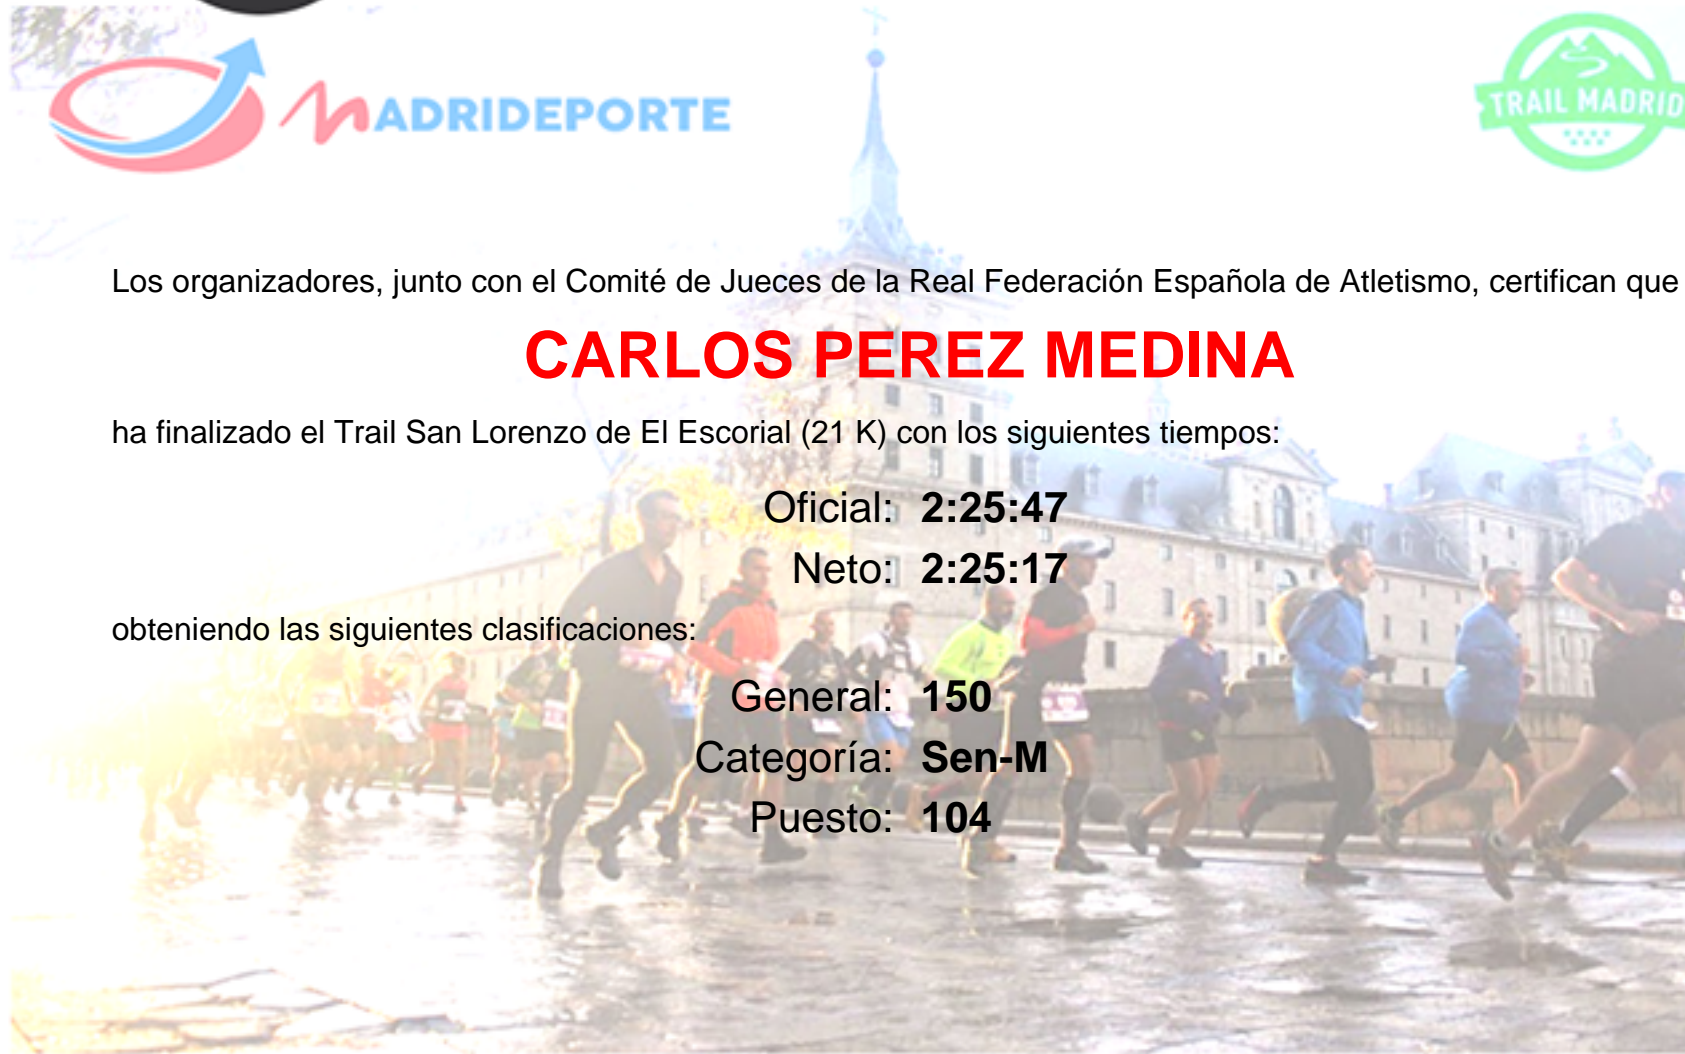 MADRIDEPORTE
TRAIL MADRID
Los organizadores, junto con el Comité de Jueces de la Real Federación Española de Atletismo, certifican que
CARLOS PEREZ MEDINA
ha finalizado el Trail San Lorenzo de El Escorial (21 K) con los siguientes tiempos:
Oficial: 2:25:47
Neto: 2:25:17
obteniendo las siguientes clasificaciones:
General: 150
Categoría: Sen-M
Puesto: 104